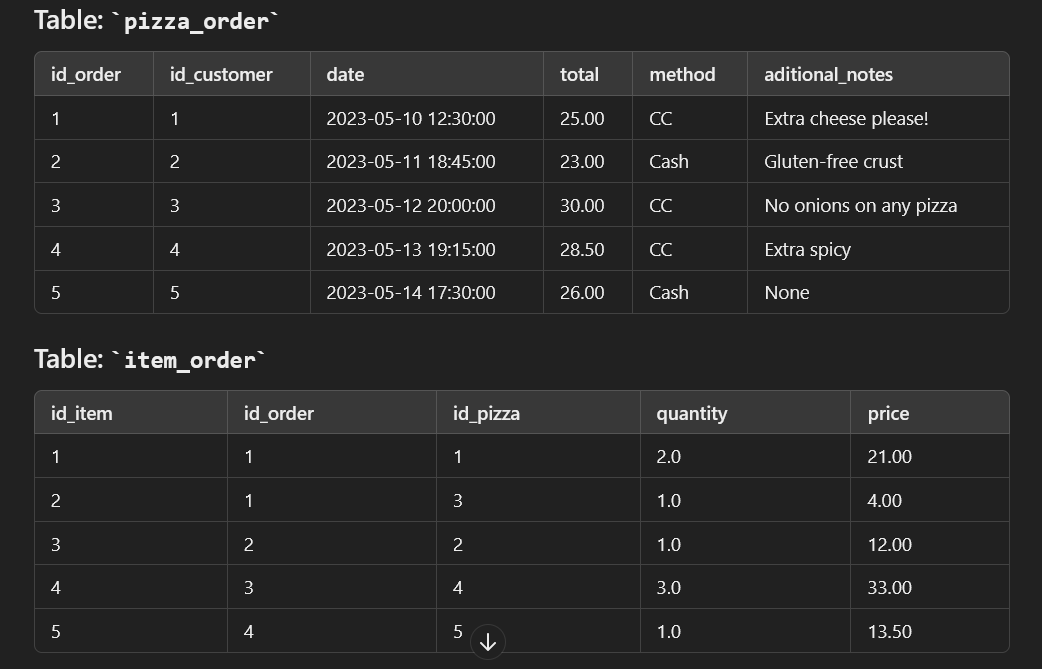 Table: `pizza_order`
id_order id_customer date total method aditional_notes
1 1 2023-05-10 12:30:00 25.00 CC Extra cheese please!
2 2 2023-05-11 18:45:00 23.00 Cash Gluten-free crust
3 3 2023-05-12 20:00:00 30.00 CC No onions on any pizza
4 4 2023-05-13 19:15:00 28.50 CC Extra spicy
5 5 2023-05-14 17:30:00 26.00 Cash None
Table: `item_order`
id_item id_order id_pizza quantity price
1 1 1 2.0 21.00
2 1 3 1.0 4.00
3 2 2 1.0 12.00
4 3 4 3.0 33.00
5 4 5 1.0 13.50